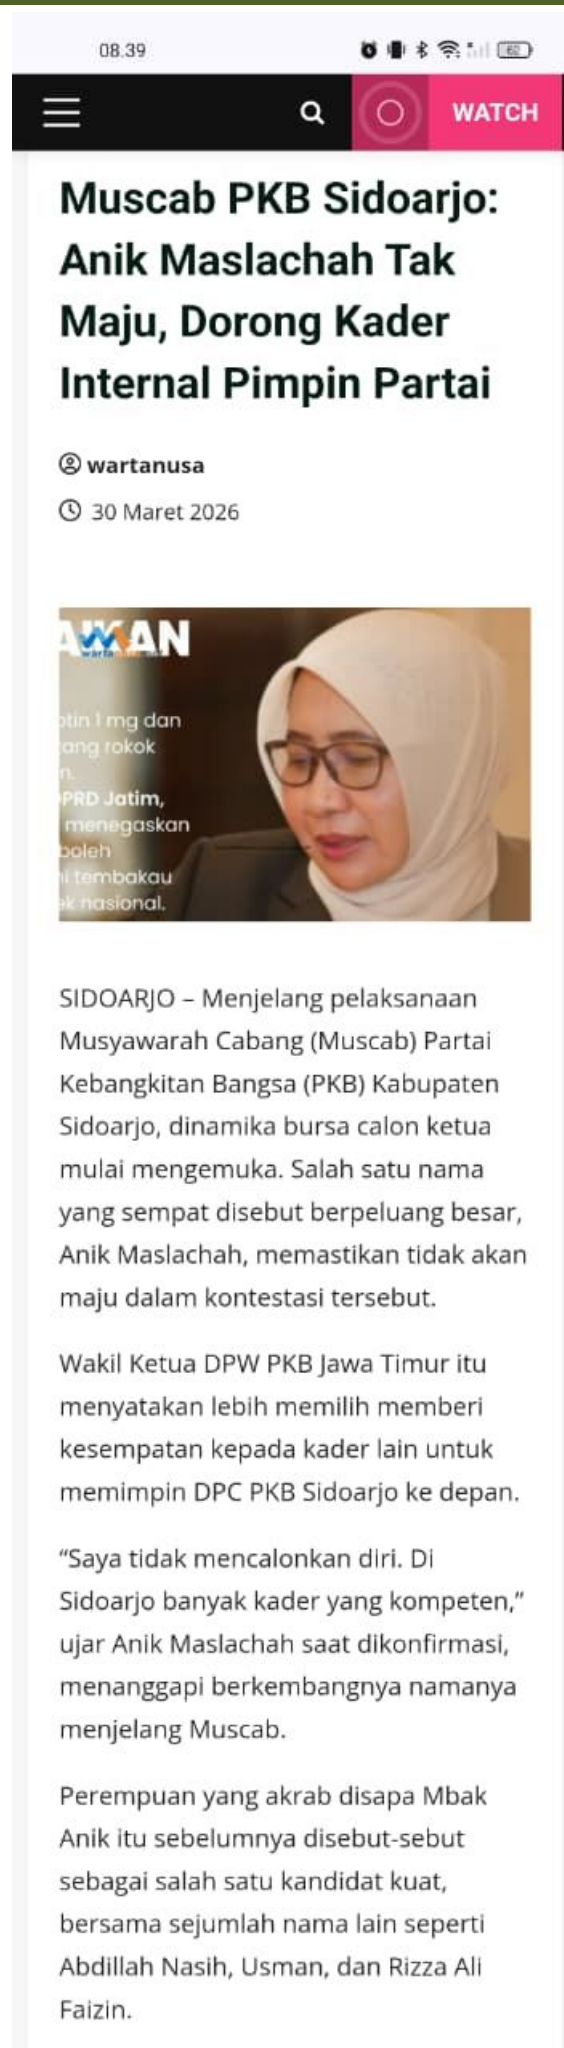 08.39
62
WATCH
Muscab PKB Sidoarjo:
Anik Maslachah Tak
Maju, Dorong Kader
Internal Pimpin Partai
wartanusa
30 Maret 2026
otin 1 mg dan
ang rokok
n.
PRD Jatim,
menegaskan
boleh
tembakau
ek nasional.
SIDOARJO – Menjelang pelaksanaan
Musyawarah Cabang (Muscab) Partai
Kebangkitan Bangsa (PKB) Kabupaten
Sidoarjo, dinamika bursa calon ketua
mulai mengemuka. Salah satu nama
yang sempat disebut berpeluang besar,
Anik Maslachah, memastikan tidak akan
maju dalam kontestasi tersebut.
Wakil Ketua DPW PKB Jawa Timur itu
menyatakan lebih memilih memberi
kesempatan kepada kader lain untuk
memimpin DPC PKB Sidoarjo ke depan.
“Saya tidak mencalonkan diri. Di
Sidoarjo banyak kader yang kompeten,”
ujar Anik Maslachah saat dikonfirmasi,
menanggapi berkembangnya namanya
menjelang Muscab.
Perempuan yang akrab disapa Mbak
Anik itu sebelumnya disebut-sebut
sebagai salah satu kandidat kuat,
bersama sejumlah nama lain seperti
Abdillah Nasih, Usman, dan Rizza Ali
Faizin.